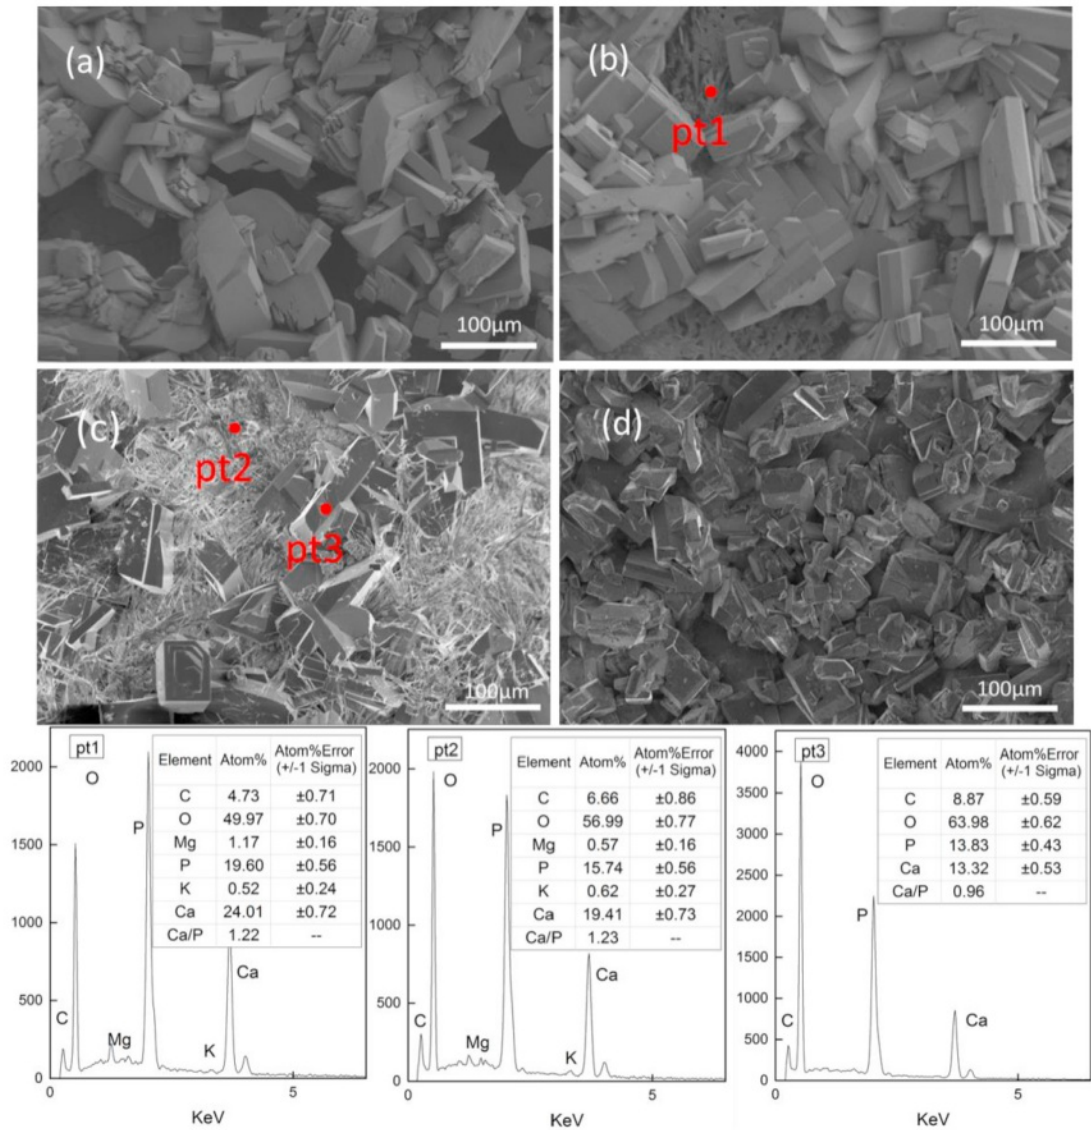 (a)
100μm
(b)
pt1
100μm
(c)
pt2
pt3
100μm
(d)
100μm
pt1
Element Atom% Atom%Error (+/-1 Sigma)
C 4.73 ±0.71
O 49.97 ±0.70
Mg 1.17 ±0.16
P 19.60 ±0.56
K 0.52 ±0.24
Ca 24.01 ±0.72
Ca/P 1.22 --
2000
1500
1000
500
0
O
P
C
Mg
K
Ca
0 5
KeV
pt2
Element Atom% Atom%Error (+/-1 Sigma)
C 6.66 ±0.86
O 56.99 ±0.77
Mg 0.57 ±0.16
P 15.74 ±0.56
K 0.62 ±0.27
Ca 19.41 ±0.73
Ca/P 1.23 --
2000
1500
1000
500
0
O
P
C
Mg
K
Ca
0 5
KeV
pt3
Element Atom% Atom%Error (+/-1 Sigma)
C 8.87 ±0.59
O 63.98 ±0.62
P 13.83 ±0.43
Ca 13.32 ±0.53
Ca/P 0.96 --
4000
3500
3000
2500
2000
1500
1000
500
0
O
P
C
Ca
0 5
KeV